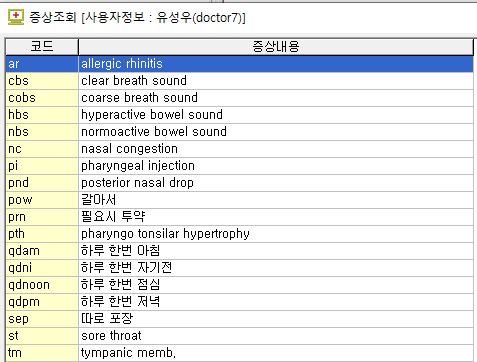 증상조회 [사용자정보 : 유성우(doctor7)]
코드 증상내용
ar allergic rhinitis
cbs clear breath sound
cobs coarse breath sound
hbs hyperactive bowel sound
nbs normoactive bowel sound
nc nasal congestion
pi pharyngeal injection
pnd posterior nasal drop
pow 갈아서
prn 필요시 투약
pth pharyngo tonsilar hypertrophy
qdam 하루 한번 아침
qdni 하루 한번 자기전
qdnoon 하루 한번 점심
qdpm 하루 한번 저녁
sep 따로 포장
st sore throat
tm tympanic memb,